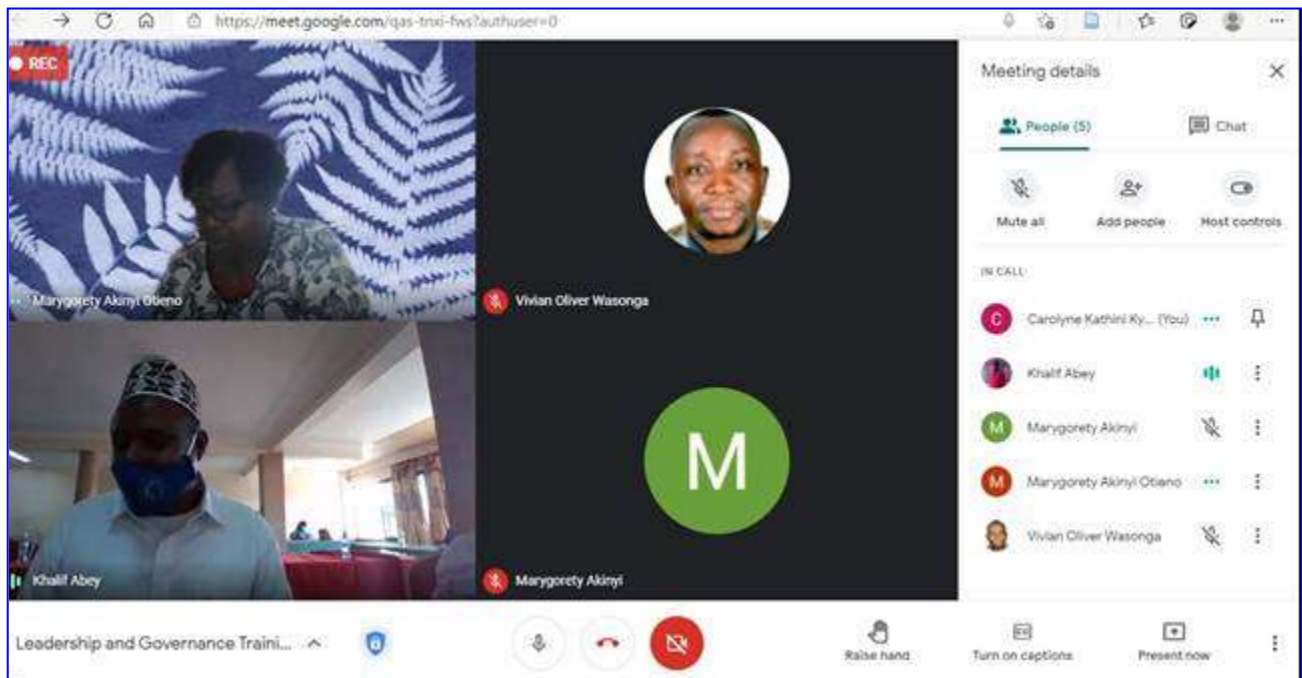 https://meet.google.com/qas-tnxi-fws?authuser=0
REC
Marygorety Akinyi Otieno
Vivian Oliver Wasonga
Khalif Abey
M
Marygorety Akinyi
Meeting details
People (5)
Chat
Mute all
Add people
Host controls
IN CALL
C
Carolyne Kathini Ky... (You)
Khalif Abey
M
Marygorety Akinyi
M
Marygorety Akinyi Otieno
Vivian Oliver Wasonga
Leadership and Governance Traini...
Raise hand
Turn on captions
Present now